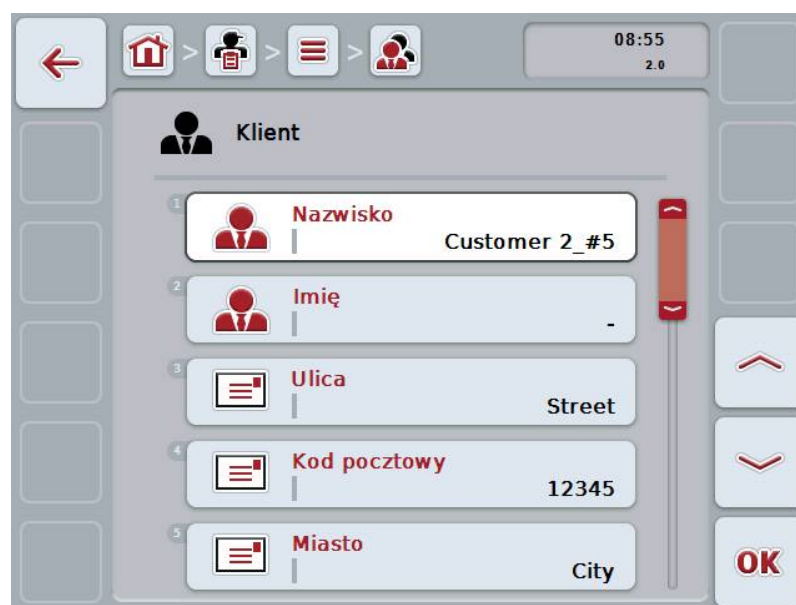 > > >
08:55
2.0
Klient
1
Nazwisko
Customer 2_#5
2
Imię
-
3
Ulica
Street
4
Kod pocztowy
12345
5
Miasto
City
OK